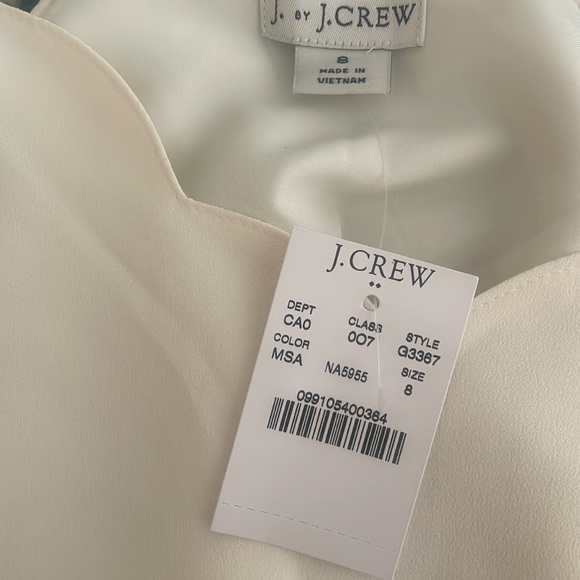 J. BY J.CREW
8
MADE IN
VIETNAM
J.CREW
DEPT CLASS STYLE
CA0 007 G3367
COLOR SIZE
MSA NA5955 8
099105400364